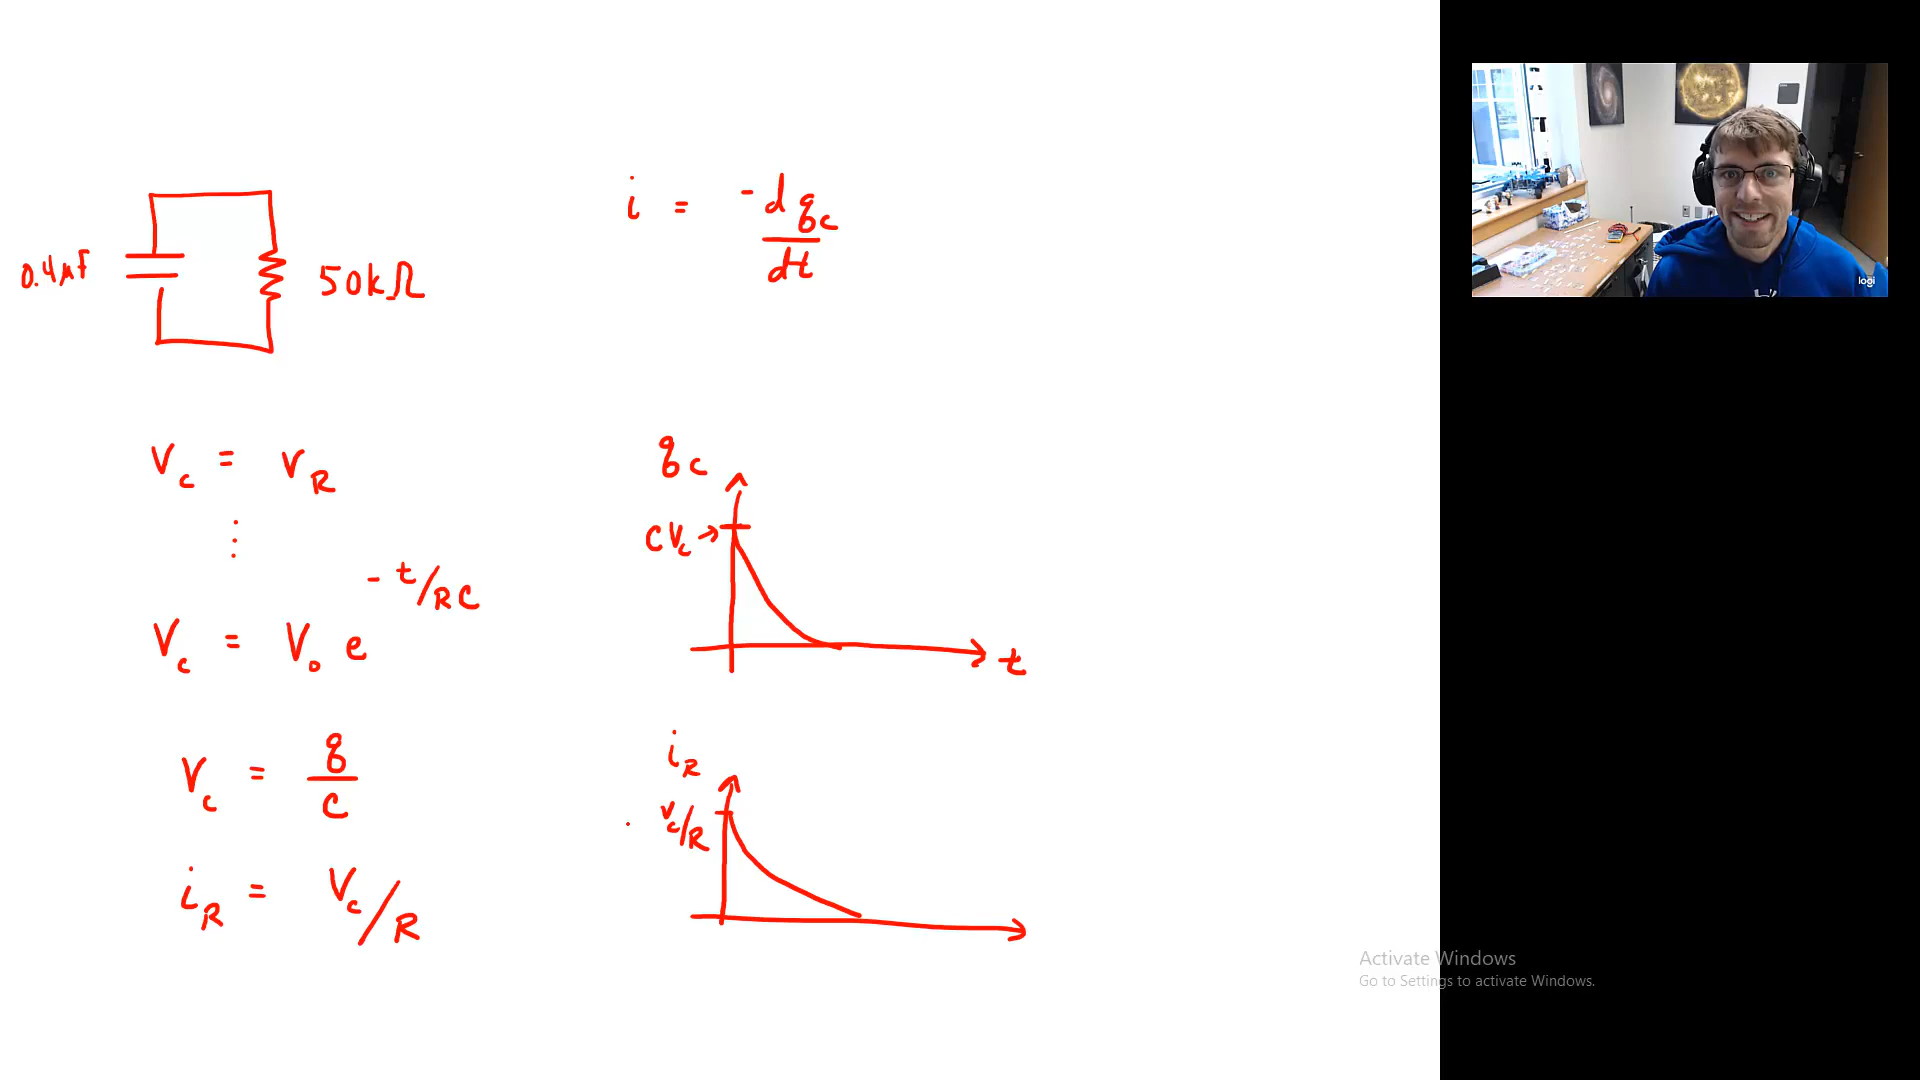 0.4μF
50kΩ
i = -dq_c/dt
v_c = v_R
⋮
V_c = V_0 e^(-t/RC)
V_c = q/C
i_R = V_c/R
q_c
CV_c →
t
i_R
V_c/R
logi
Activate Windows
Go to Settings to activate Windows.